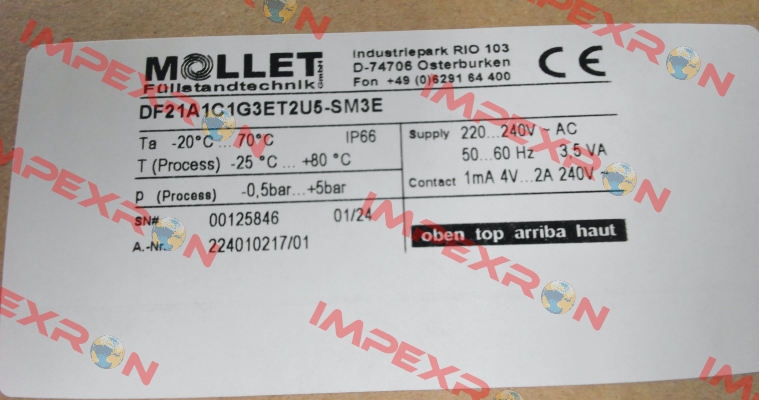 MOLLET
Füllstandtechnik GmbH
Industriepark RIO 103
D-74706 Osterburken
Fon +49 (0)6291 64 400
CE
DF21A1C1G3ET2U5-SM3E
Ta -20°C ... 70°C IP66
T (Process) -25 °C ... +80 °C
p (Process) -0,5bar...+5bar
SN# 00125846 01/24
A.-Nr. 224010217/01
Supply 220...240V ~ AC
50...60 Hz 3.5 VA
Contact 1mA 4V...2A 240V ~
oben top arriba haut
IMPEXRON
IMPEXRON
IMPEXRON
IMPEXRON
IMPEXRON
IMPEXRON